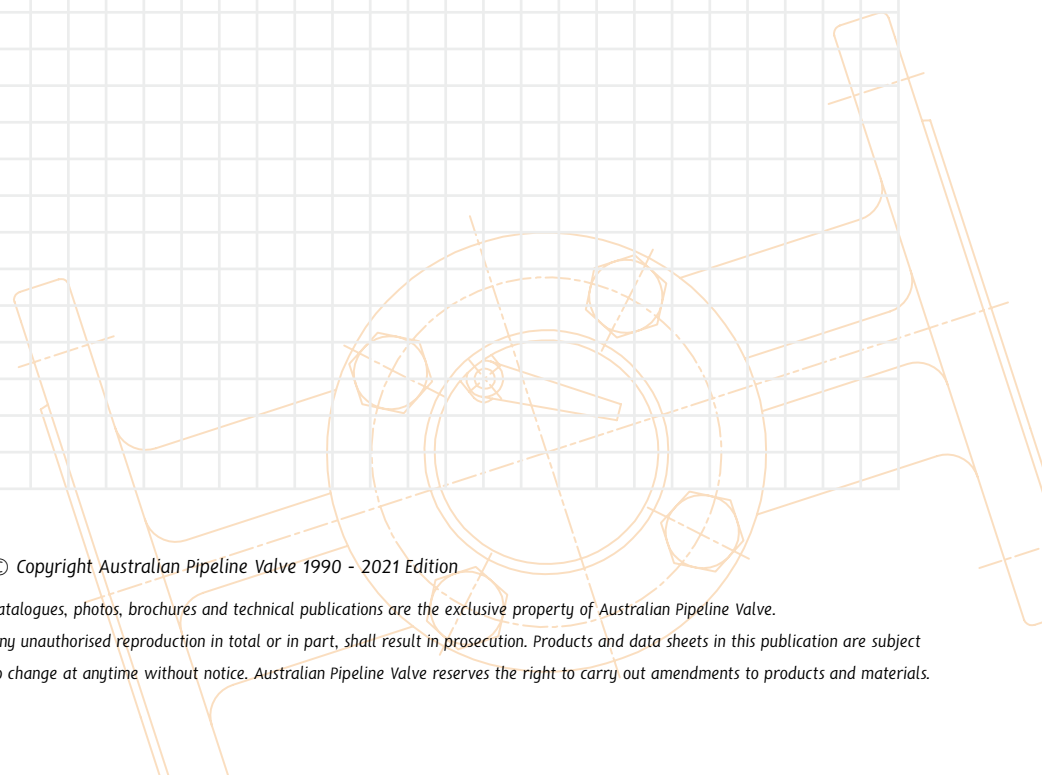 © Copyright Australian Pipeline Valve 1990 - 2021 Edition
atalogues, photos, brochures and technical publications are the exclusive property of Australian Pipeline Valve.
ny unauthorised reproduction in total or in part, shall result in prosecution. Products and data sheets in this publication are subject
o change at anytime without notice. Australian Pipeline Valve reserves the right to carry out amendments to products and materials.